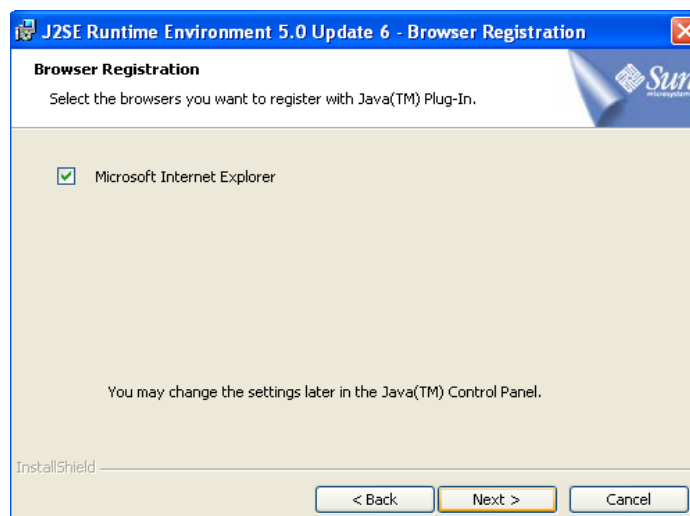 J2SE Runtime Environment 5.0 Update 6 - Browser Registration
Browser Registration
Select the browsers you want to register with Java(TM) Plug-In.
Sun
microsystems
Microsoft Internet Explorer
You may change the settings later in the Java(TM) Control Panel.
InstallShield
< Back
Next >
Cancel